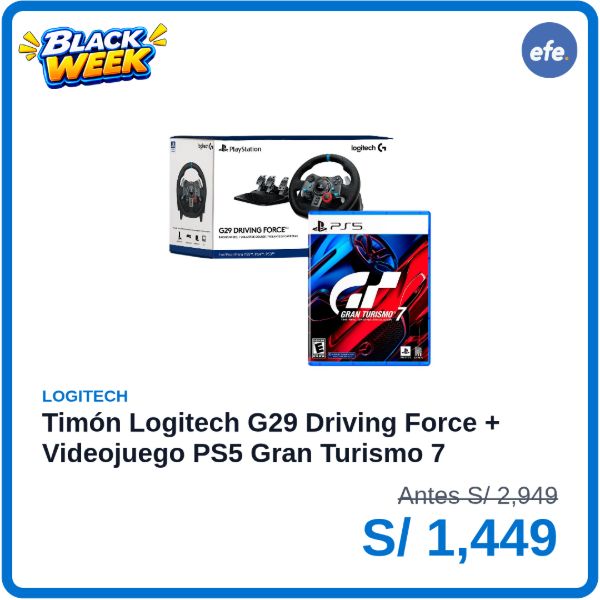 BLACK
WEEK
efe.
PlayStation
logitech G
G29 DRIVING FORCE
PS5
GT
GRAN TURISMO 7
E
LOGITECH
Timón Logitech G29 Driving Force +
Videojuego PS5 Gran Turismo 7
Antes S/ 2,949
S/ 1,449